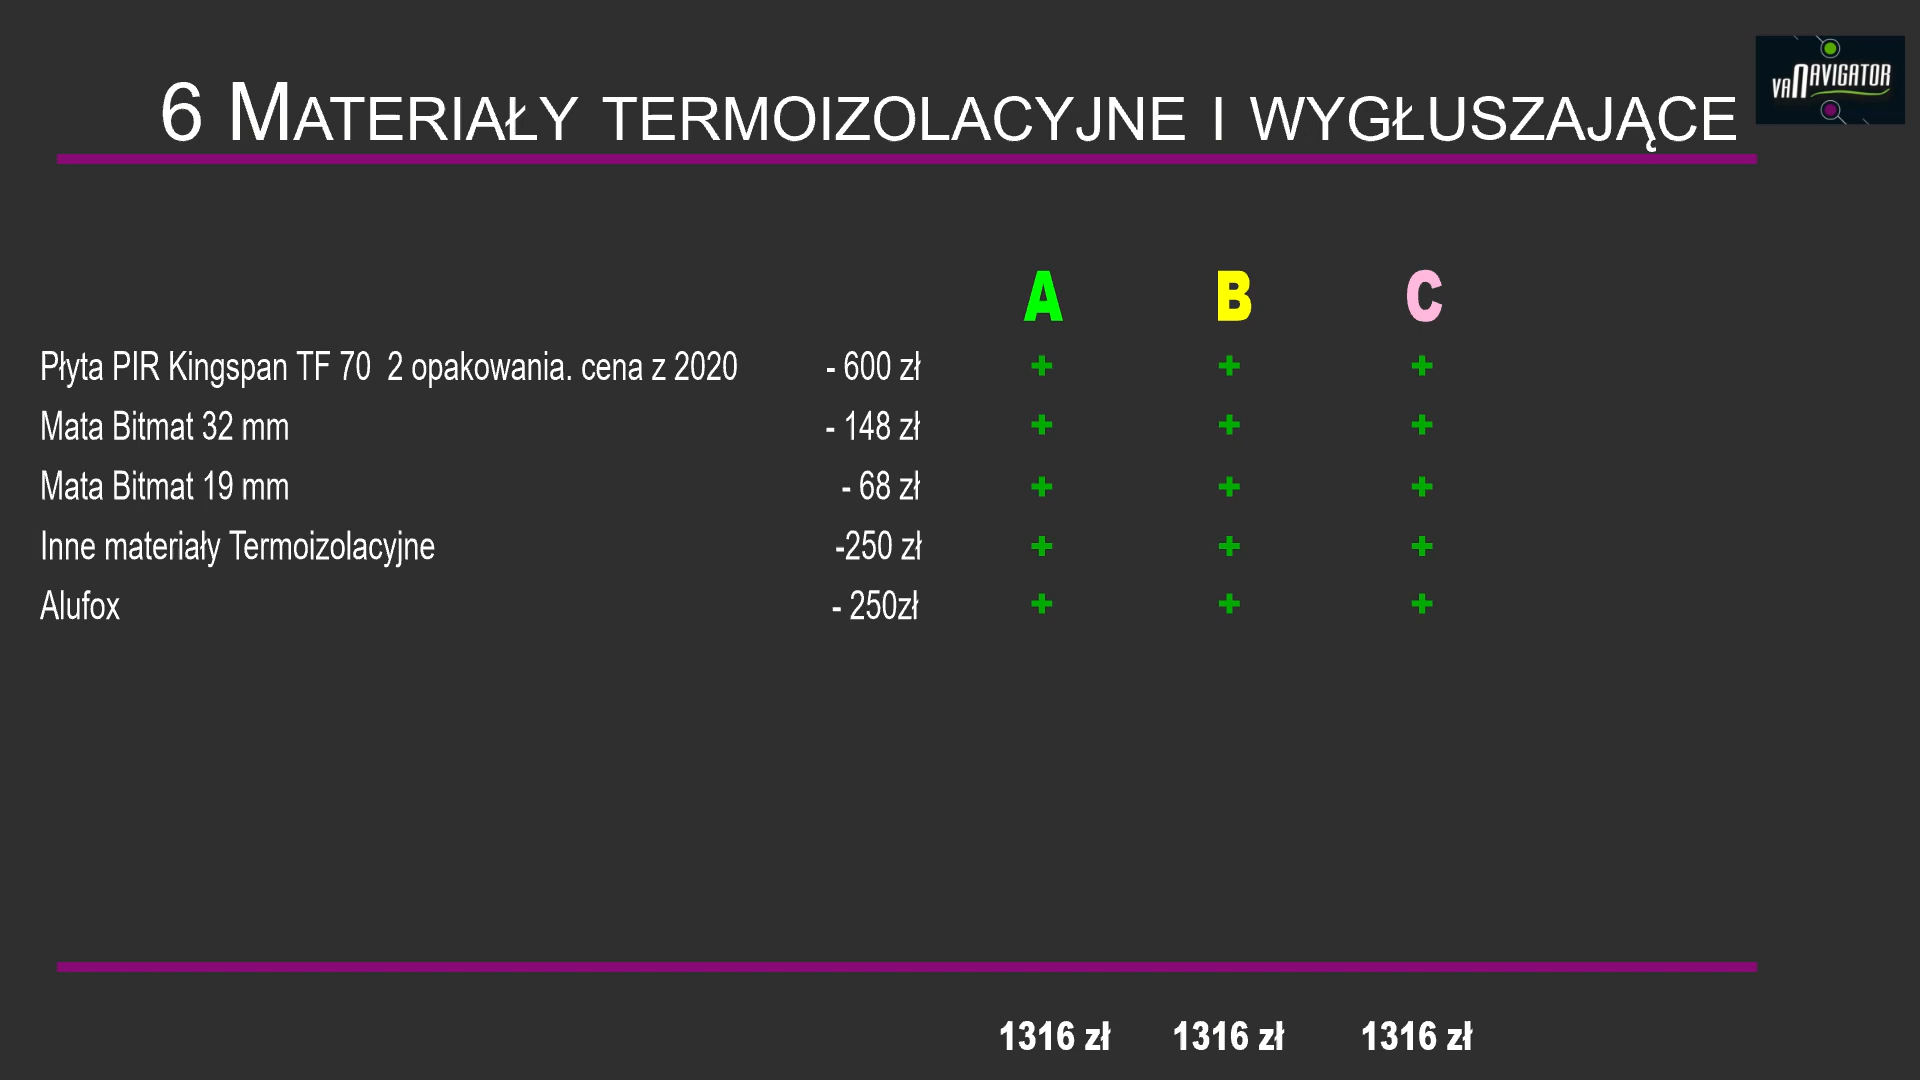 6 Materiały termoizolacyjne i wygłuszające
vaNavigator
A B C
Płyta PIR Kingspan TF 70  2 opakowania. cena z 2020 - 600 zł + + +
Mata Bitmat 32 mm - 148 zł + + +
Mata Bitmat 19 mm - 68 zł + + +
Inne materiały Termoizolacyjne -250 zł + + +
Alufox - 250zł + + +
1316 zł 1316 zł 1316 zł